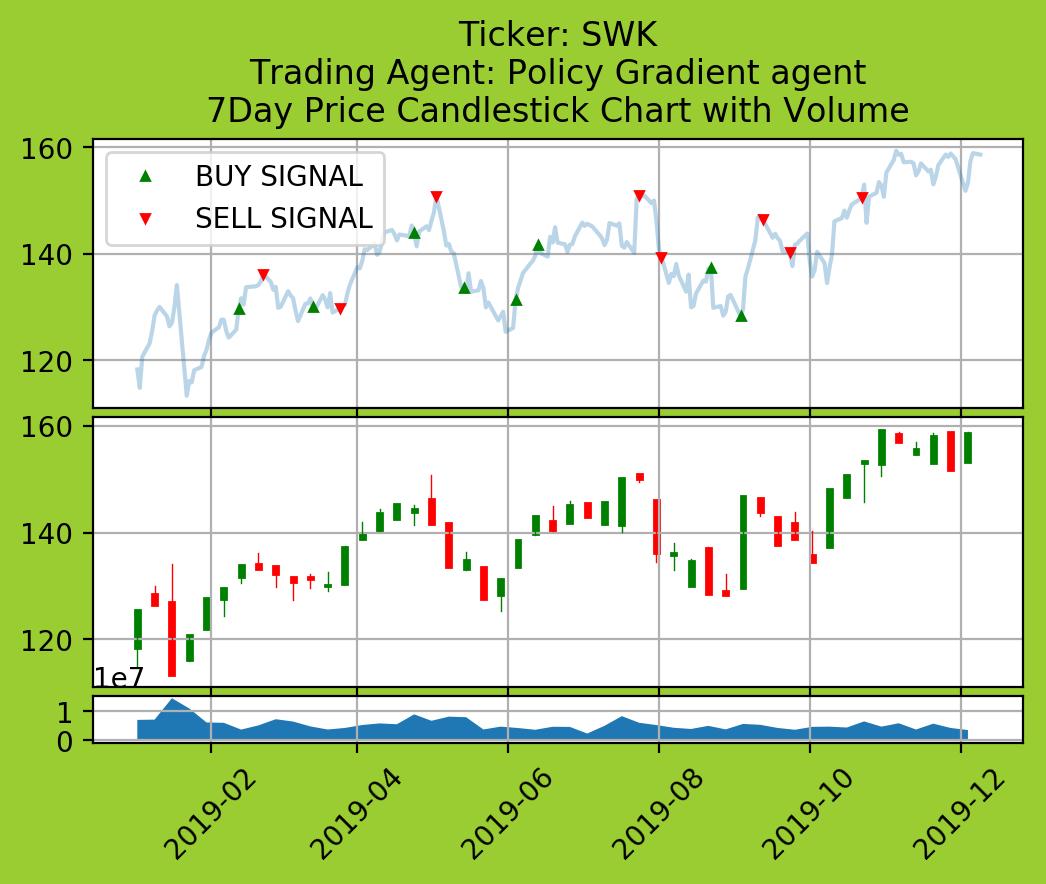 Ticker: SWK
Trading Agent: Policy Gradient agent
7Day Price Candlestick Chart with Volume
160
140
120
BUY SIGNAL
SELL SIGNAL
160
140
120
1e7
1
0
2019-02
2019-04
2019-06
2019-08
2019-10
2019-12